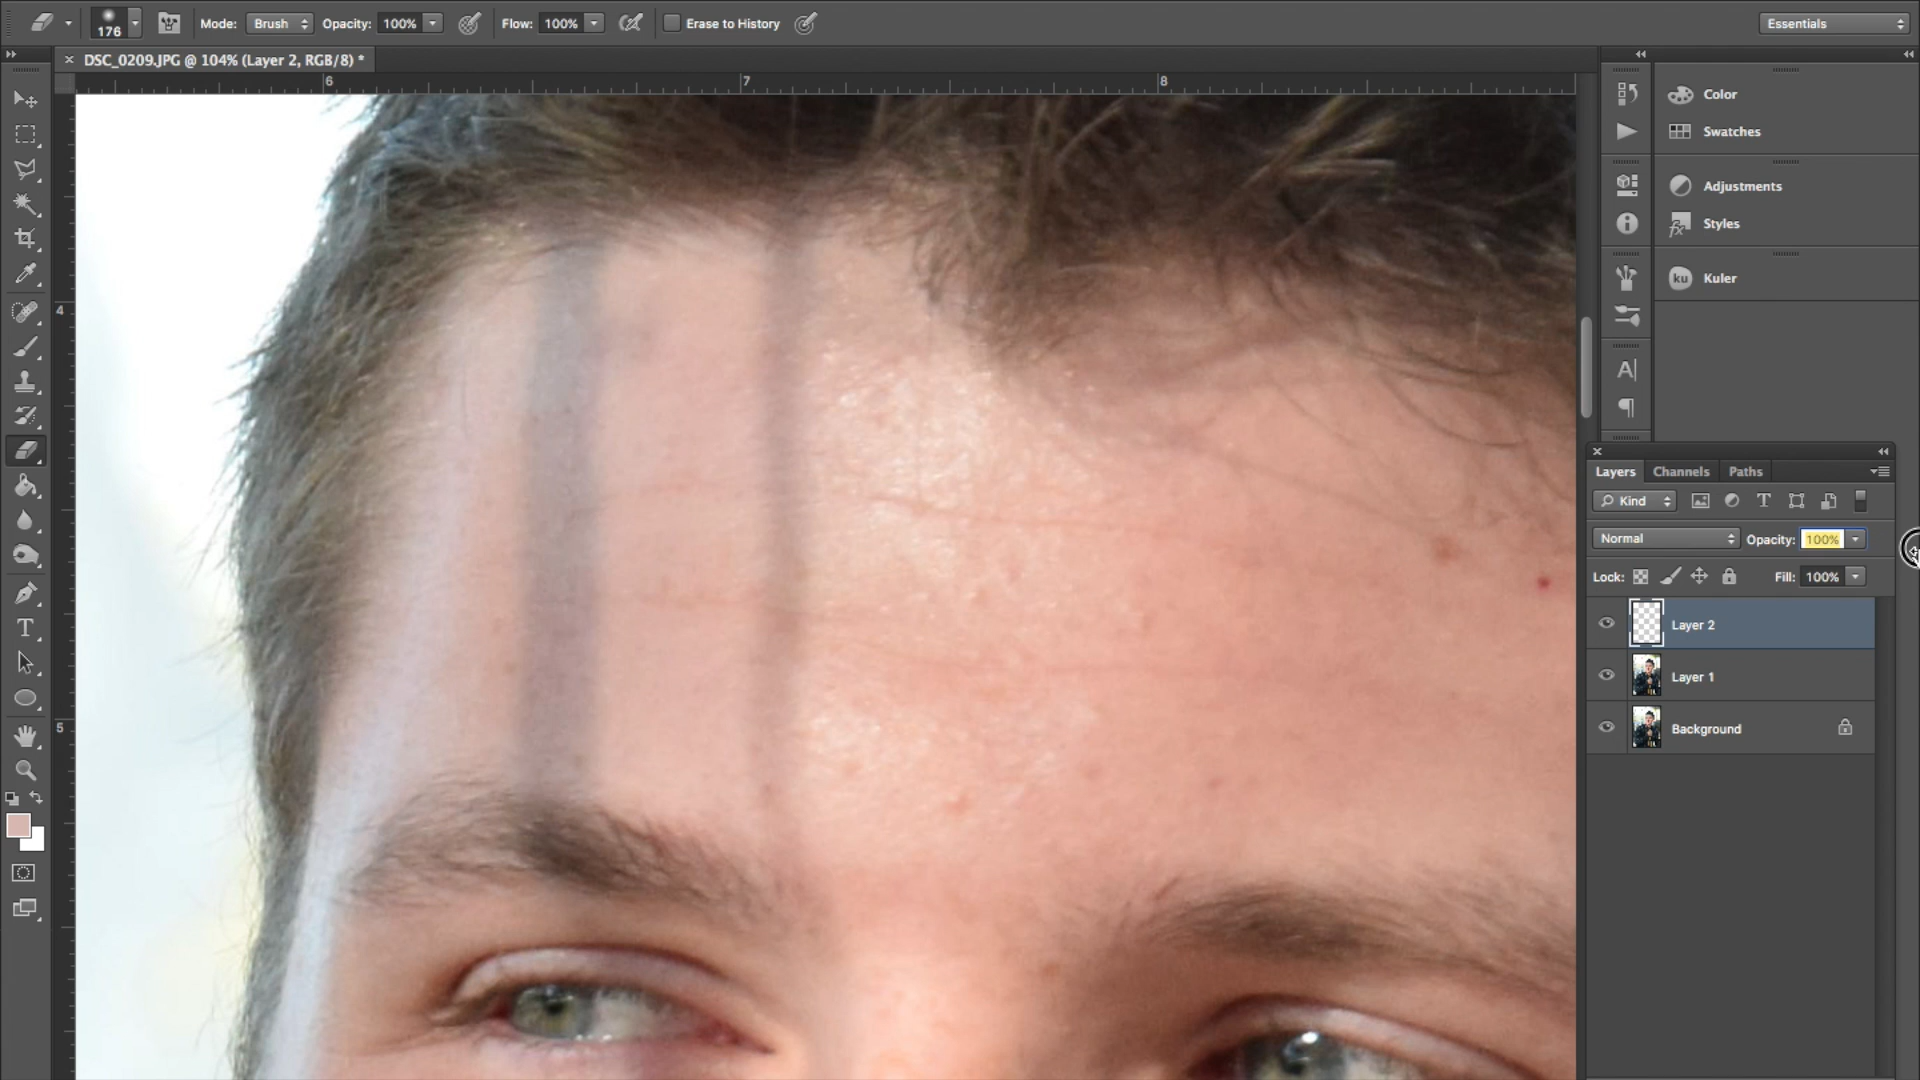 176 Mode: Brush Opacity: 100% Flow: 100% Erase to History Essentials
DSC_0209.JPG @ 104% (Layer 2, RGB/8) *
6 7 8
4
5
Color
Swatches
Adjustments
Styles
ku Kuler
Layers Channels Paths
Kind
Normal Opacity: 100%
Lock: Fill: 100%
Layer 2
Layer 1
Background